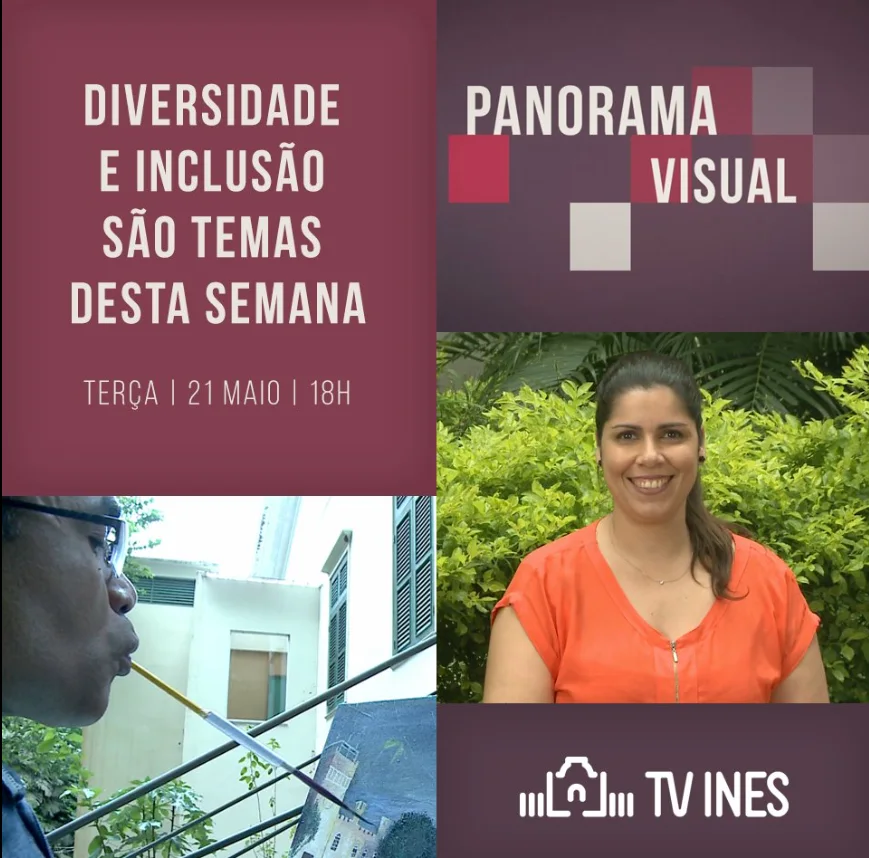 DIVERSIDADE
E INCLUSÃO
SÃO TEMAS
DESTA SEMANA
TERÇA | 21 MAIO | 18H
PANORAMA
VISUAL
TV INES